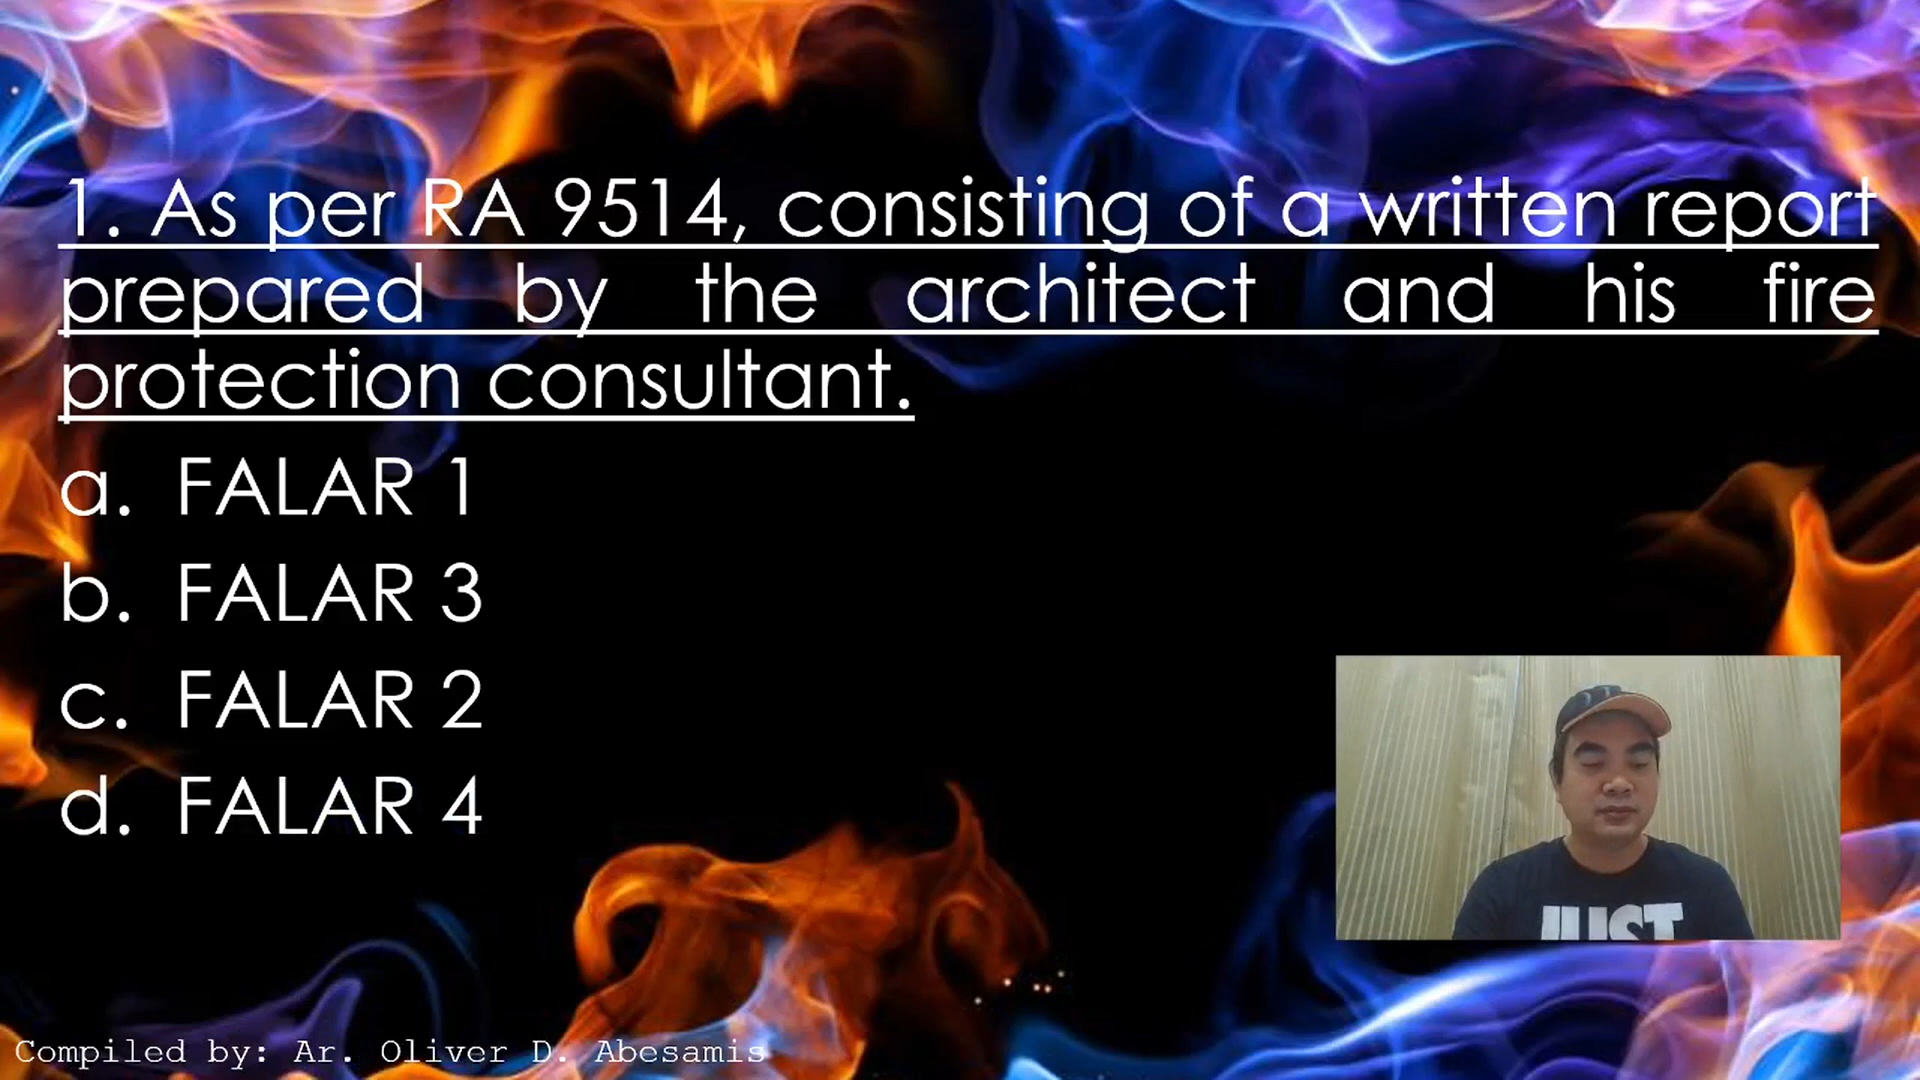 1. As per RA 9514, consisting of a written report
prepared by the architect and his fire
protection consultant.
a. FALAR 1
b. FALAR 3
c. FALAR 2
d. FALAR 4
JUST
Compiled by: Ar. Oliver D. Abesamis